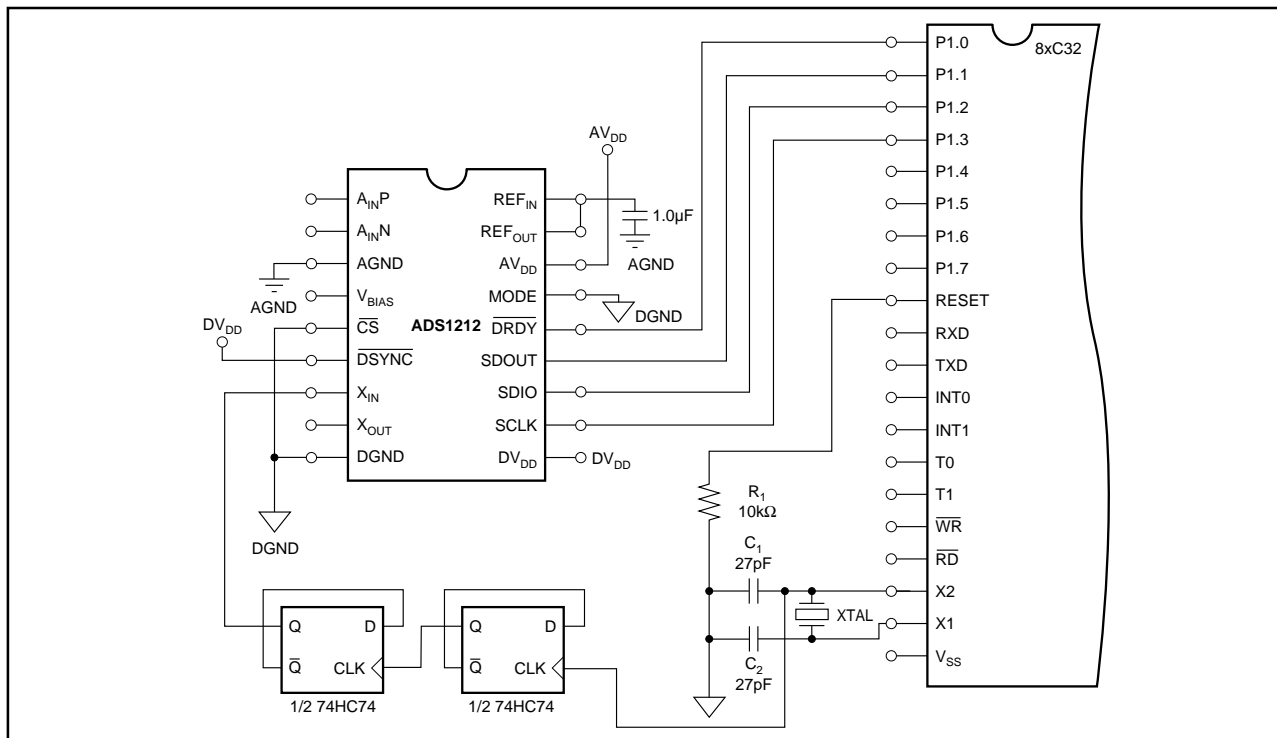 8xC32
P1.0
P1.1
P1.2
P1.3
P1.4
P1.5
P1.6
P1.7
RESET
RXD
TXD
INT0
INT1
T0
T1
WR
RD
X2
X1
VSS
AVDD
AINP
AINN
AGND
VBIAS
CS
DSYNC
XIN
XOUT
DGND
ADS1212
REFIN
REFOUT
AVDD
MODE
DRDY
SDOUT
SDIO
SCLK
DVDD
DVDD
1.0µF
AGND
DGND
AGND
DVDD
DGND
R1
10kΩ
C1
27pF
XTAL
C2
27pF
Q D
Q CLK
1/2 74HC74
Q D
Q CLK
1/2 74HC74